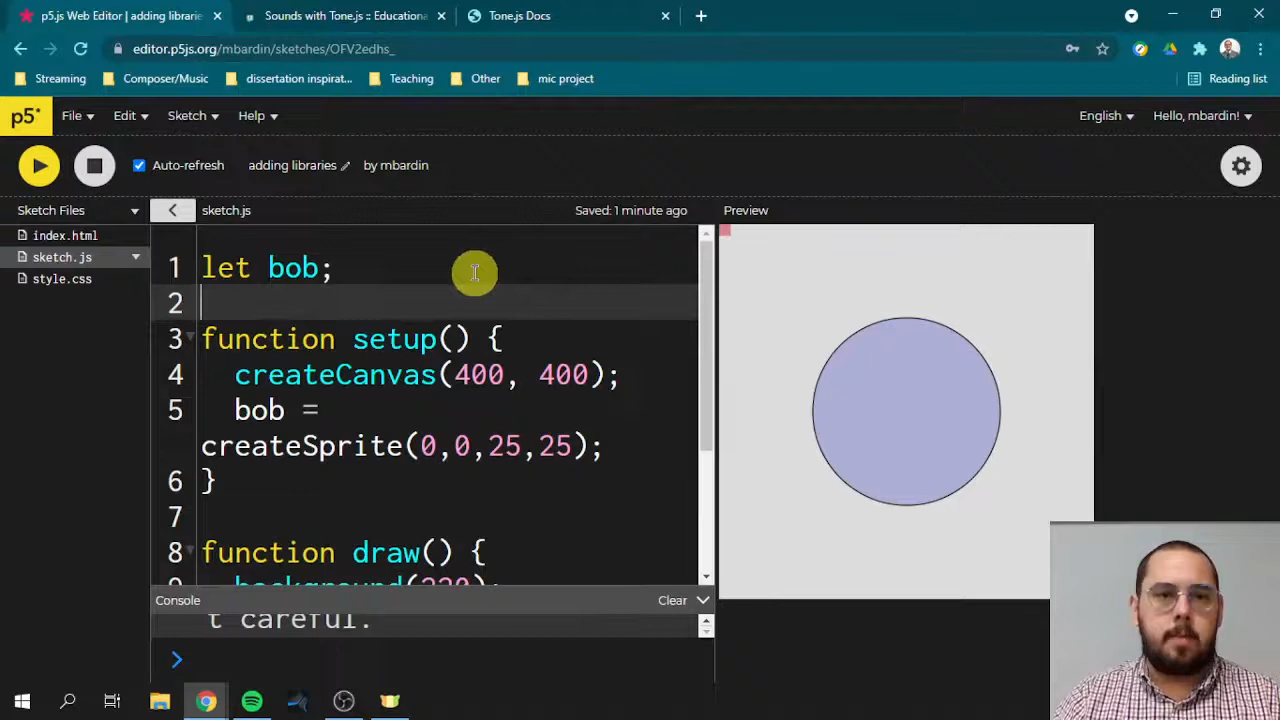 p5.js Web Editor | adding librarie
Sounds with Tone.js :: Educationa
Tone.js Docs
editor.p5js.org/mbardin/sketches/OFV2edhs_
Streaming
Composer/Music
dissertation inspirat...
Teaching
Other
mic project
Reading list
p5*
File
Edit
Sketch
Help
English
Hello, mbardin!
Auto-refresh
adding libraries
by mbardin
Sketch Files
sketch.js
Saved: 1 minute ago
Preview
index.html
sketch.js
style.css
1 let bob;
2
3 function setup() {
4 createCanvas(400, 400);
5 bob =
createSprite(0,0,25,25);
6 }
7
8 function draw() {
9 background(220);
Console
Clear
t careful.
>